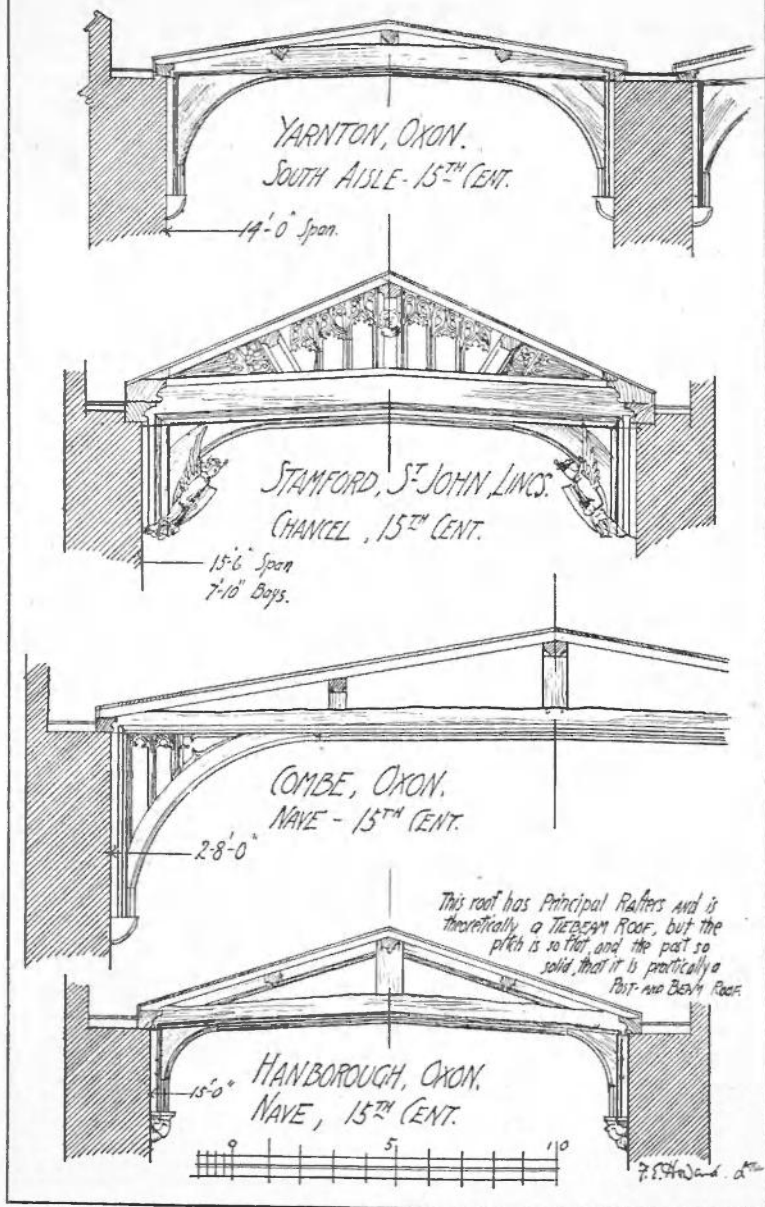 YARNTON, OXON.
SOUTH AISLE - 15TH CENT.
14'-0" Span.
STAMFORD, ST JOHN, LINCS.
CHANCEL, 15TH CENT.
15'-6" Span
7'-10" Bays.
COMBE, OXON.
NAVE - 15TH CENT.
2-8'-0"
This roof has Principal Rafters AND is
theoretically a TIEBEAM ROOF, but the
pitch is so flat, and the post so
solid, that it is practically a
POST-AND BEAM ROOF.
HANBOROUGH, OXON.
NAVE, 15TH CENT.
15'-0"
0 5 10
F.E. Howard